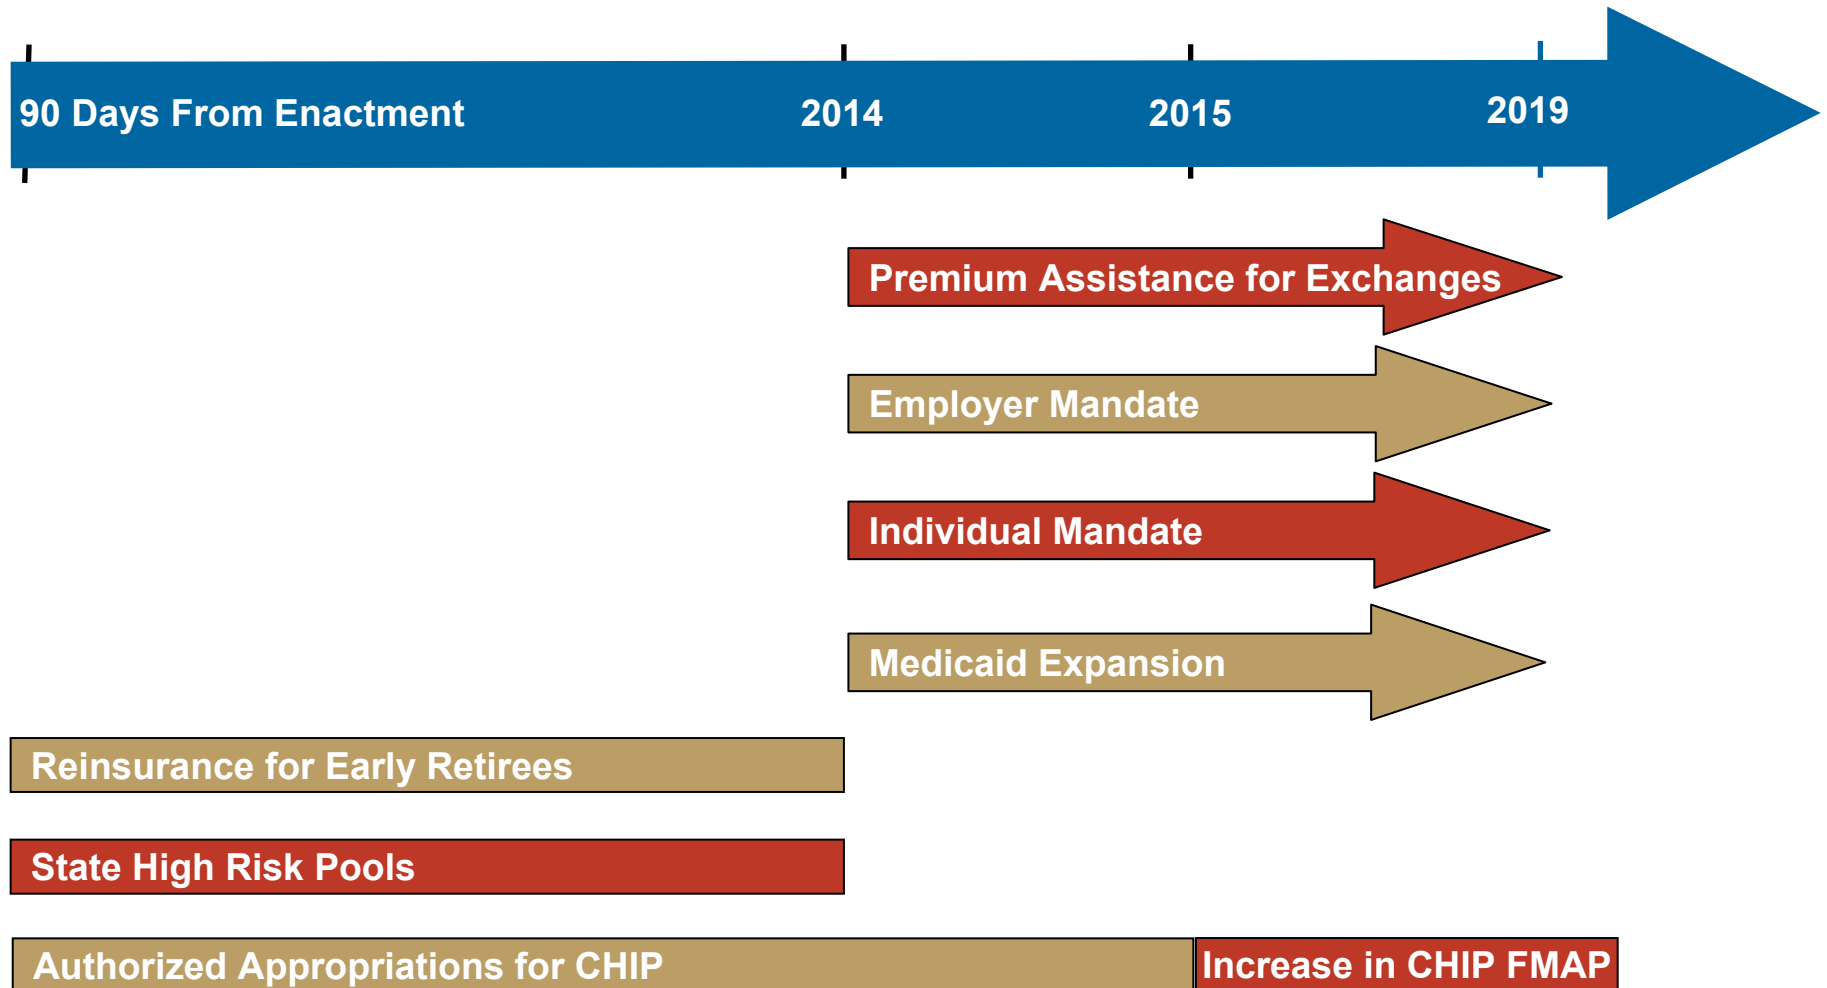 90 Days From Enactment 2014 2015 2019
Premium Assistance for Exchanges
Employer Mandate
Individual Mandate
Medicaid Expansion
Reinsurance for Early Retirees
State High Risk Pools
Authorized Appropriations for CHIP Increase in CHIP FMAP